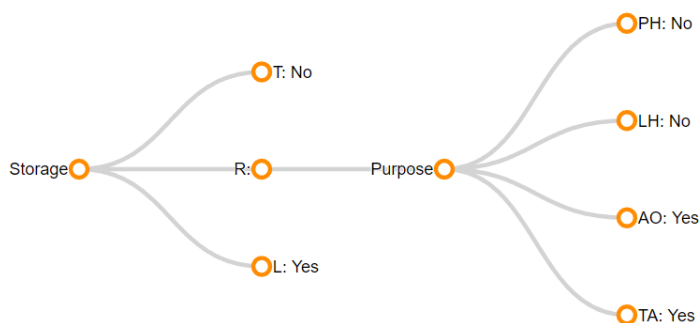 PH: No
T: No
LH: No
Storage R: Purpose
AO: Yes
L: Yes
TA: Yes